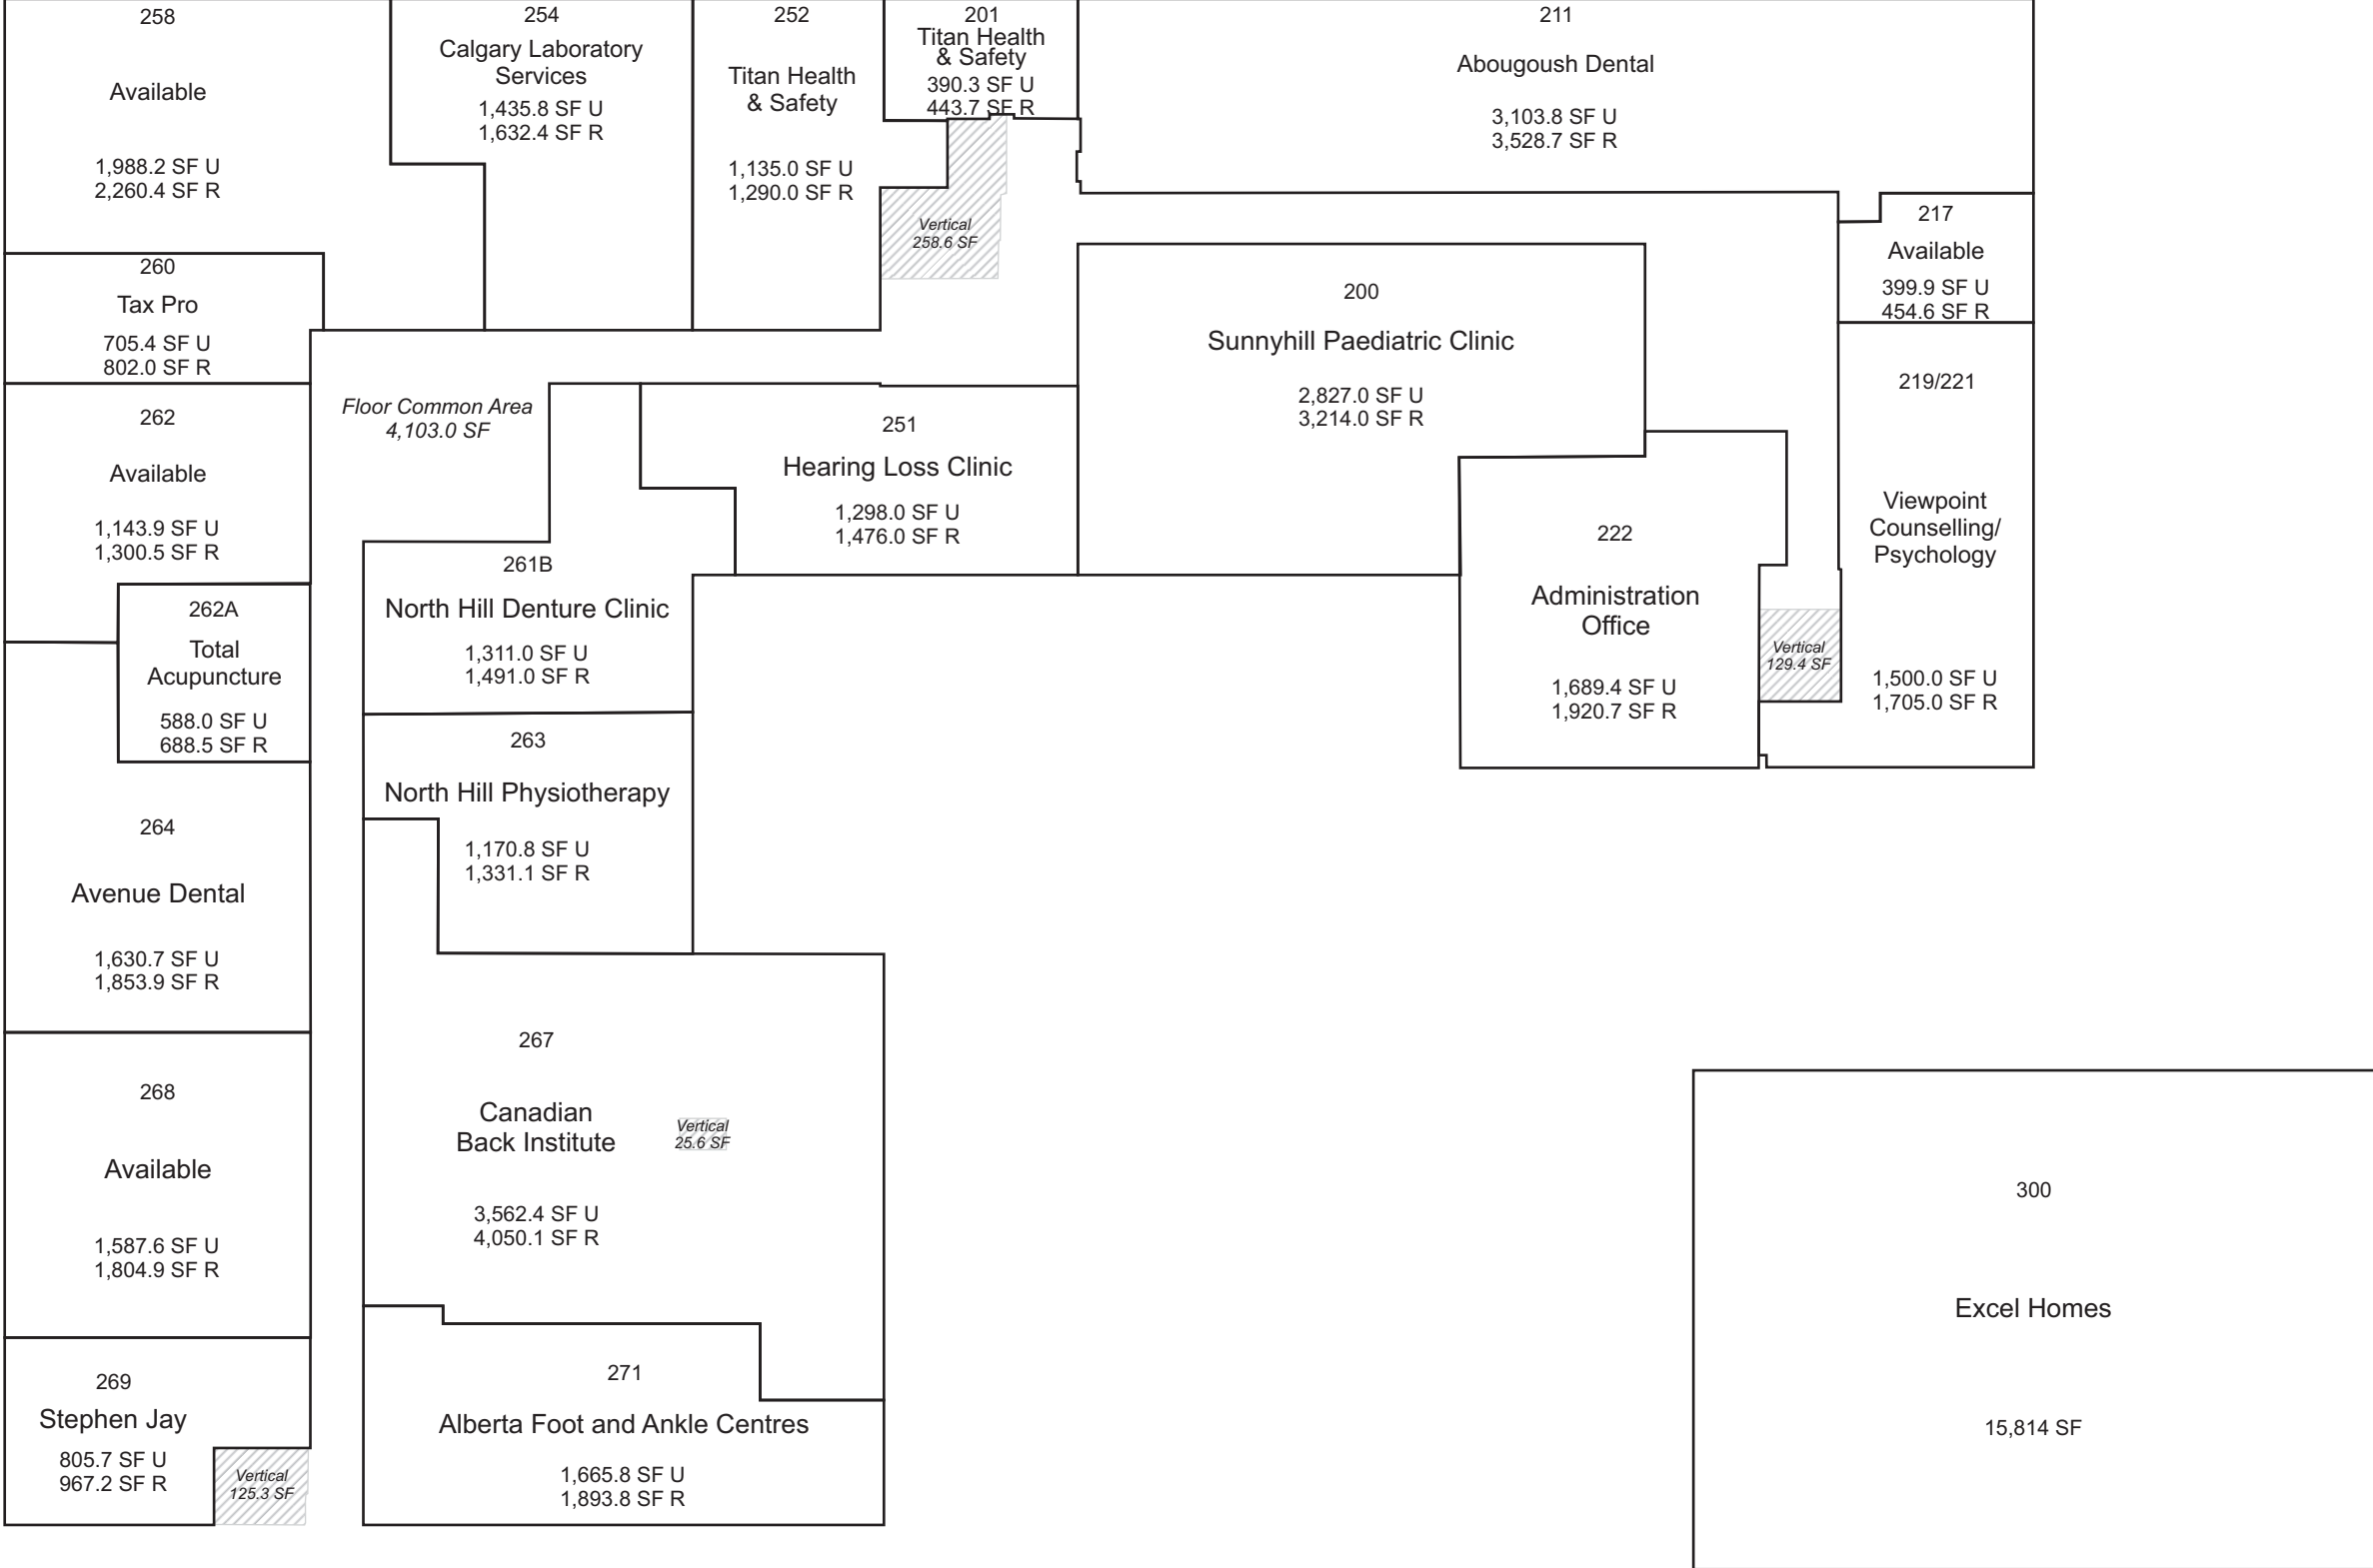 258
Available
1,988.2 SF U
2,260.4 SF R
254
Calgary Laboratory
Services
1,435.8 SF U
1,632.4 SF R
252
Titan Health
& Safety
1,135.0 SF U
1,290.0 SF R
201
Titan Health
& Safety
390.3 SF U
443.7 SF R
211
Abougoush Dental
3,103.8 SF U
3,528.7 SF R
Vertical
258.6 SF
217
Available
399.9 SF U
454.6 SF R
260
Tax Pro
705.4 SF U
802.0 SF R
200
Sunnyhill Paediatric Clinic
2,827.0 SF U
3,214.0 SF R
219/221
Viewpoint
Counselling/
Psychology
1,500.0 SF U
1,705.0 SF R
262
Available
1,143.9 SF U
1,300.5 SF R
Floor Common Area
4,103.0 SF
251
Hearing Loss Clinic
1,298.0 SF U
1,476.0 SF R
222
Administration
Office
1,689.4 SF U
1,920.7 SF R
Vertical
129.4 SF
261B
North Hill Denture Clinic
1,311.0 SF U
1,491.0 SF R
262A
Total
Acupuncture
588.0 SF U
688.5 SF R
263
North Hill Physiotherapy
1,170.8 SF U
1,331.1 SF R
264
Avenue Dental
1,630.7 SF U
1,853.9 SF R
267
Canadian
Back Institute
3,562.4 SF U
4,050.1 SF R
Vertical
25.6 SF
268
Available
1,587.6 SF U
1,804.9 SF R
300
Excel Homes
15,814 SF
269
Stephen Jay
805.7 SF U
967.2 SF R
Vertical
125.3 SF
271
Alberta Foot and Ankle Centres
1,665.8 SF U
1,893.8 SF R